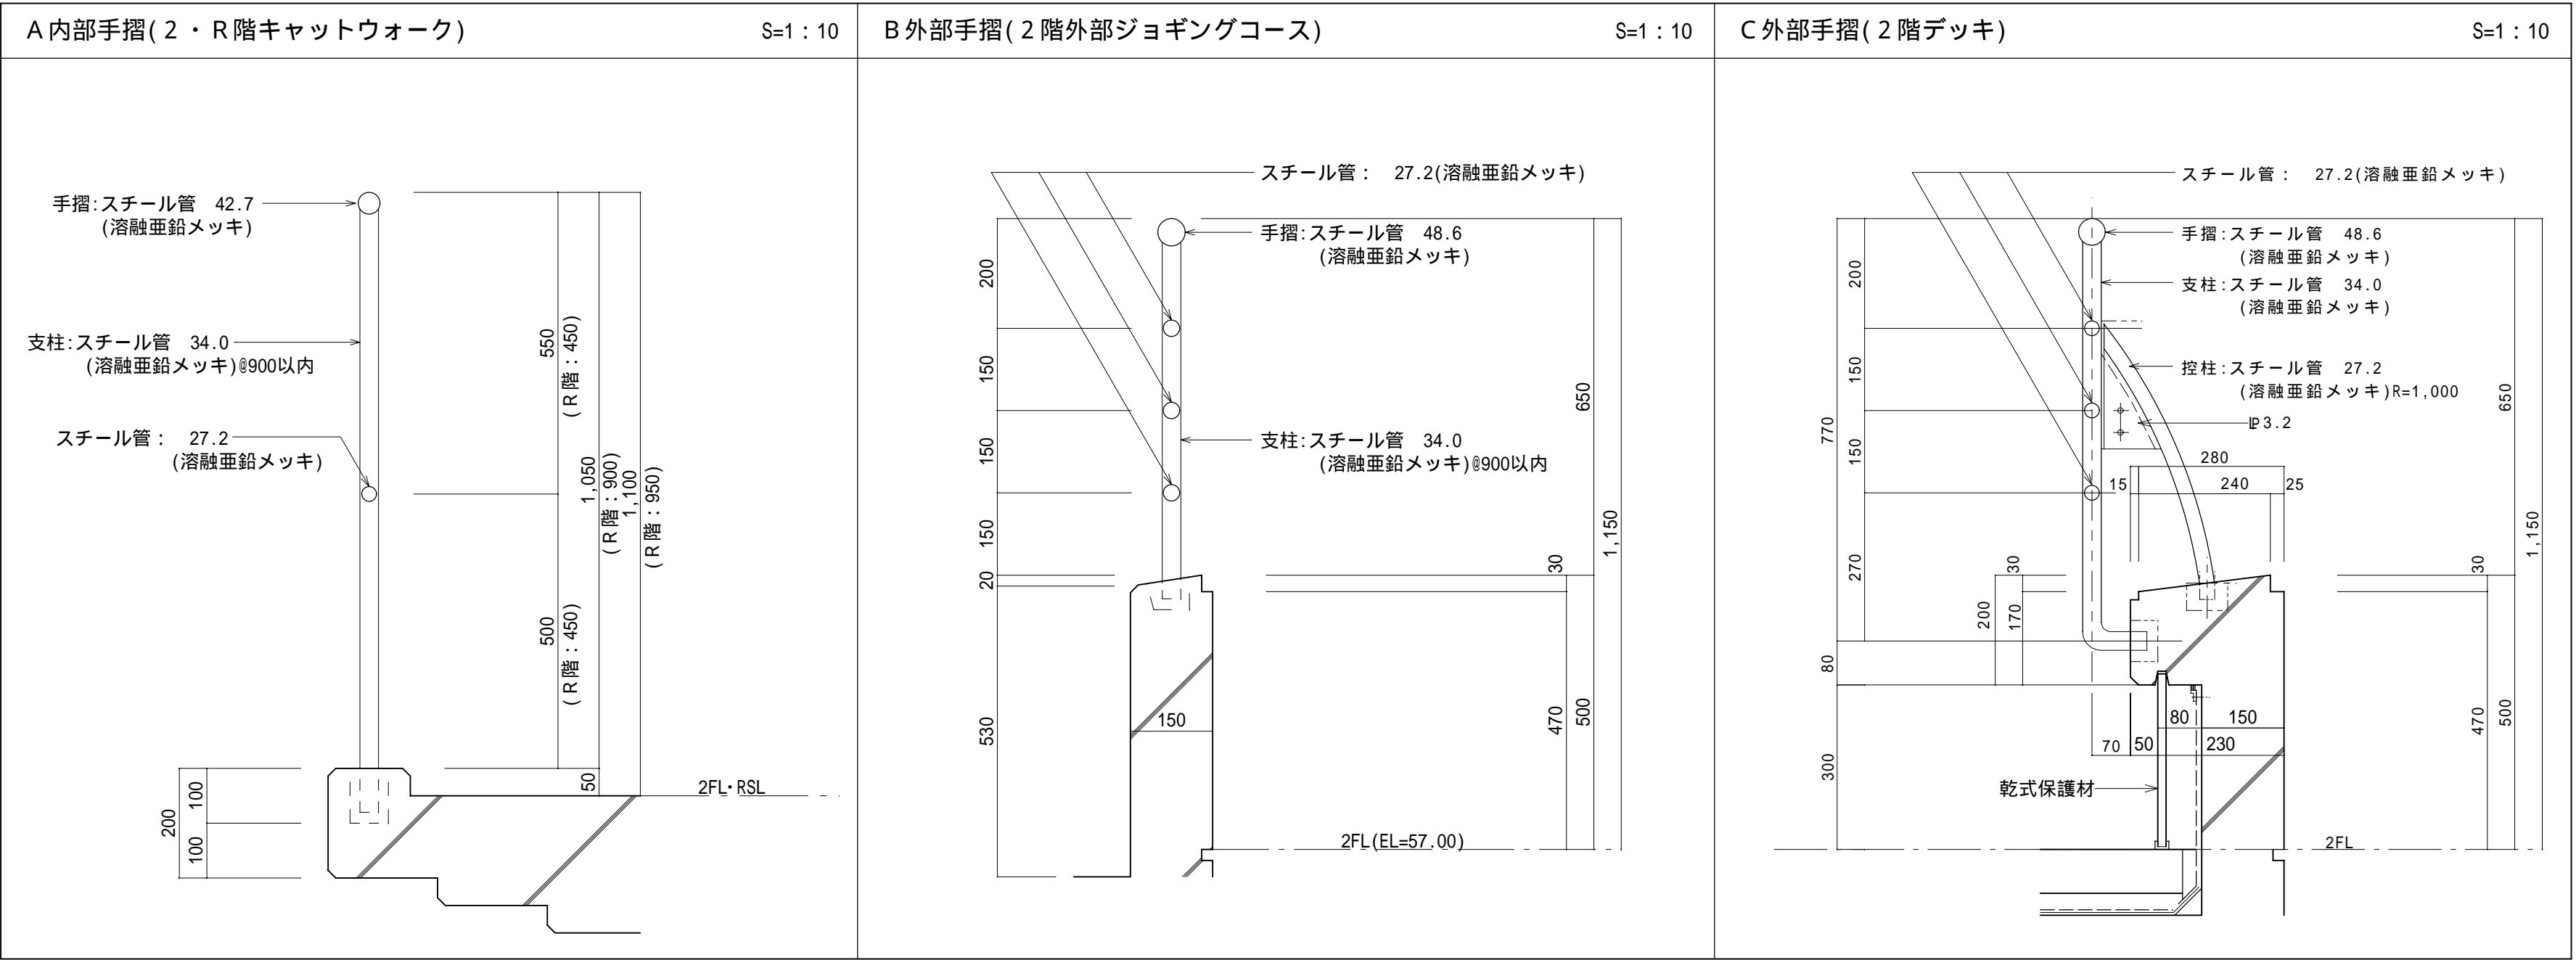 A内部手摺(2・R階キャットウォーク)
S=1：10
手摺:スチール管 42.7
(溶融亜鉛メッキ)
支柱:スチール管 34.0
(溶融亜鉛メッキ)@900以内
スチール管： 27.2
(溶融亜鉛メッキ)
550
(R階：450)
500
(R階：450)
1,050
(R階：900)
1,100
(R階：950)
50
2FL・RSL
200
100
100
B外部手摺(2階外部ジョギングコース)
S=1：10
スチール管： 27.2(溶融亜鉛メッキ)
手摺:スチール管 48.6
(溶融亜鉛メッキ)
支柱:スチール管 34.0
(溶融亜鉛メッキ)@900以内
200
150
150
150
20
530
150
30
650
1,150
470
500
2FL(EL=57.00)
C外部手摺(2階デッキ)
S=1：10
スチール管： 27.2(溶融亜鉛メッキ)
手摺:スチール管 48.6
(溶融亜鉛メッキ)
支柱:スチール管 34.0
(溶融亜鉛メッキ)
控柱:スチール管 27.2
(溶融亜鉛メッキ)R=1,000
PL3.2
200
150
150
270
770
80
300
280
15
240
25
30
200
170
80
150
70
50
230
乾式保護材
650
30
1,150
470
500
2FL